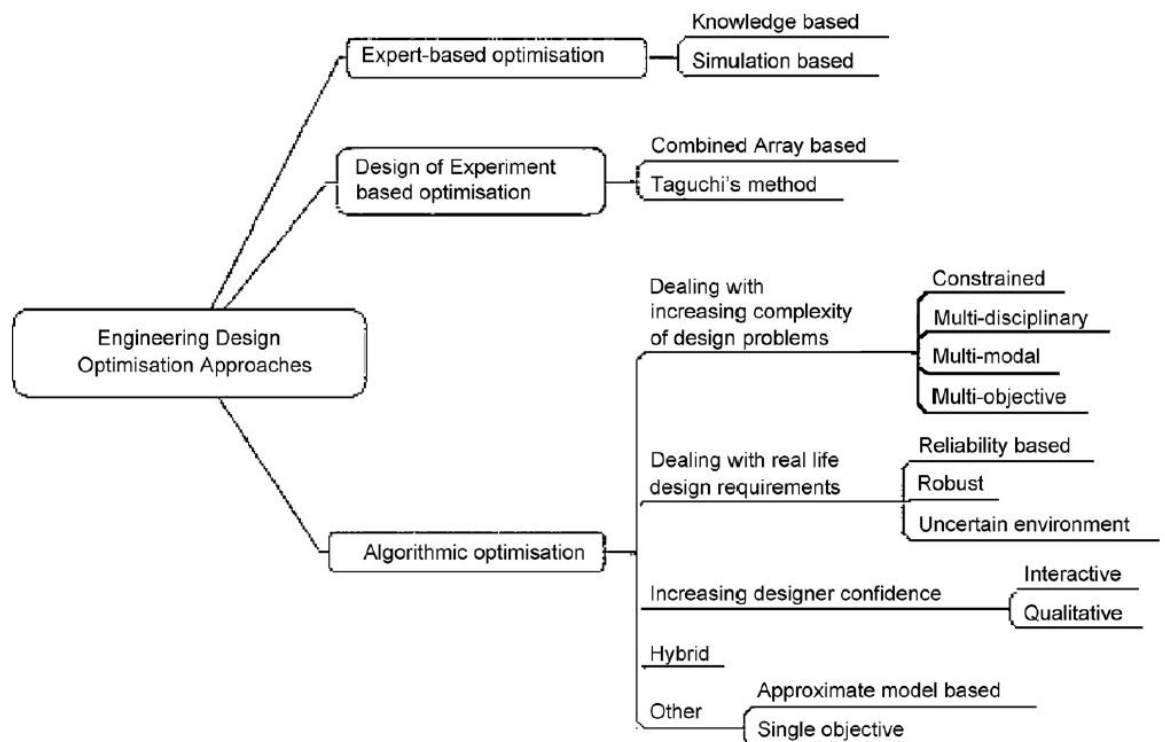 Knowledge based
Expert-based optimisation
Simulation based
Combined Array based
Design of Experiment
based optimisation
Taguchi's method
Engineering Design
Optimisation Approaches
Dealing with
increasing complexity
of design problems
Constrained
Multi-disciplinary
Multi-modal
Multi-objective
Dealing with real life
design requirements
Reliability based
Robust
Uncertain environment
Algorithmic optimisation
Increasing designer confidence
Interactive
Qualitative
Hybrid
Other
Approximate model based
Single objective